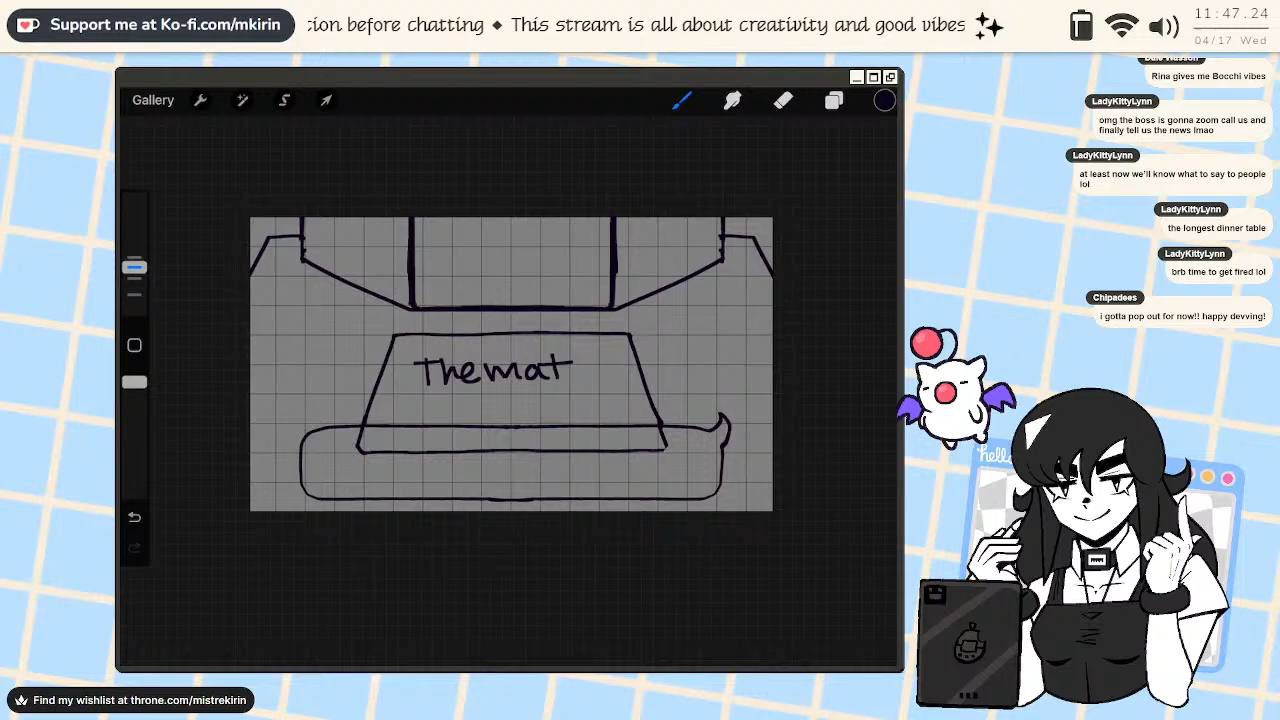 Support me at Ko-fi.com/mkirin
ction before chatting ◆ This stream is all about creativity and good vibes
11:47.24
04/17 Wed
Gallery
Rina gives me Bocchi vibes
LadyKittyLynn
omg the boss is gonna zoom call us and
finally tell us the news lmao
LadyKittyLynn
at least now we'll know what to say to people
lol
LadyKittyLynn
the longest dinner table
LadyKittyLynn
brb time to get fired lol
Chipadees
i gotta pop out for now!! happy devving!
The mat
hello
Find my wishlist at throne.com/mistrekirin